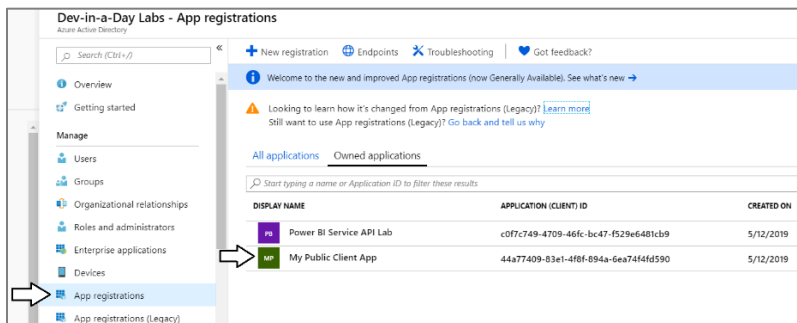 Dev-in-a-Day Labs - App registrations
Azure Active Directory
Search (Ctrl+/)
«
Overview
Getting started
Manage
Users
Groups
Organizational relationships
Roles and administrators
Enterprise applications
Devices
App registrations
App registrations (Legacy)
New registration Endpoints Troubleshooting Got feedback?
Welcome to the new and improved App registrations (now Generally Available). See what's new →
Looking to learn how it's changed from App registrations (Legacy)? Learn more
Still want to use App registrations (Legacy)? Go back and tell us why
All applications Owned applications
Start typing a name or Application ID to filter these results
DISPLAY NAME APPLICATION (CLIENT) ID CREATED ON
PB Power BI Service API Lab c0f7c749-4709-46fc-bc47-f529e6481cb9 5/12/2019
MP My Public Client App 44a77409-83e1-4f8f-894a-6ea74f4fd590 5/12/2019